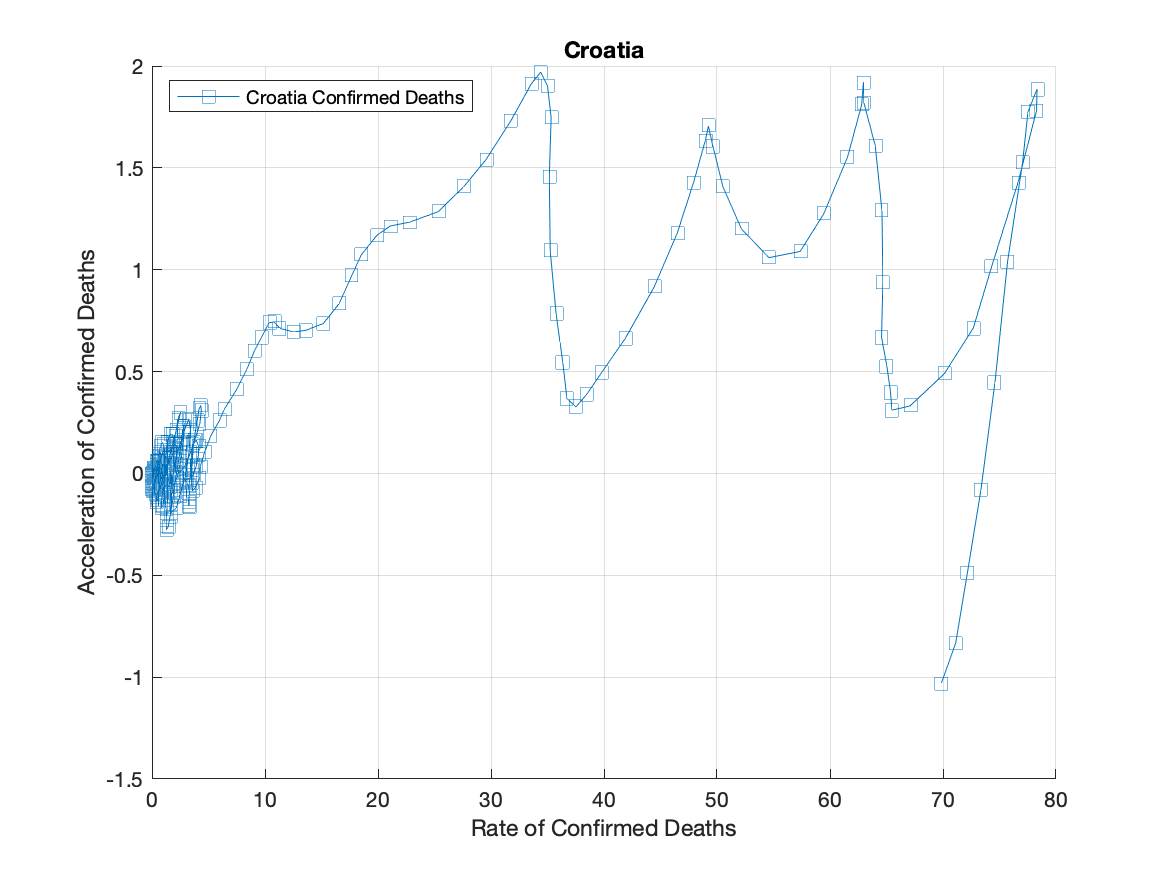 Croatia
Croatia Confirmed Deaths
2
1.5
1
0.5
0
-0.5
-1
-1.5
Acceleration of Confirmed Deaths
0 10 20 30 40 50 60 70 80
Rate of Confirmed Deaths